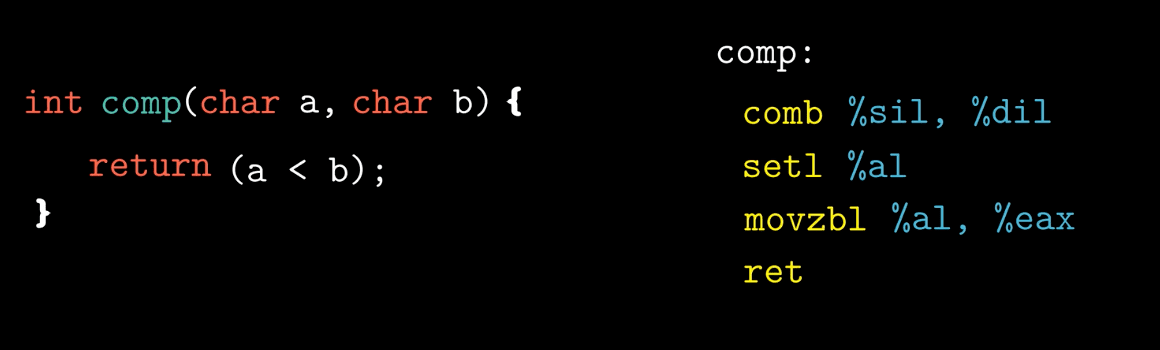 int comp(char a, char b) {
return (a < b);
}
comp:
comb %sil, %dil
setl %al
movzbl %al, %eax
ret